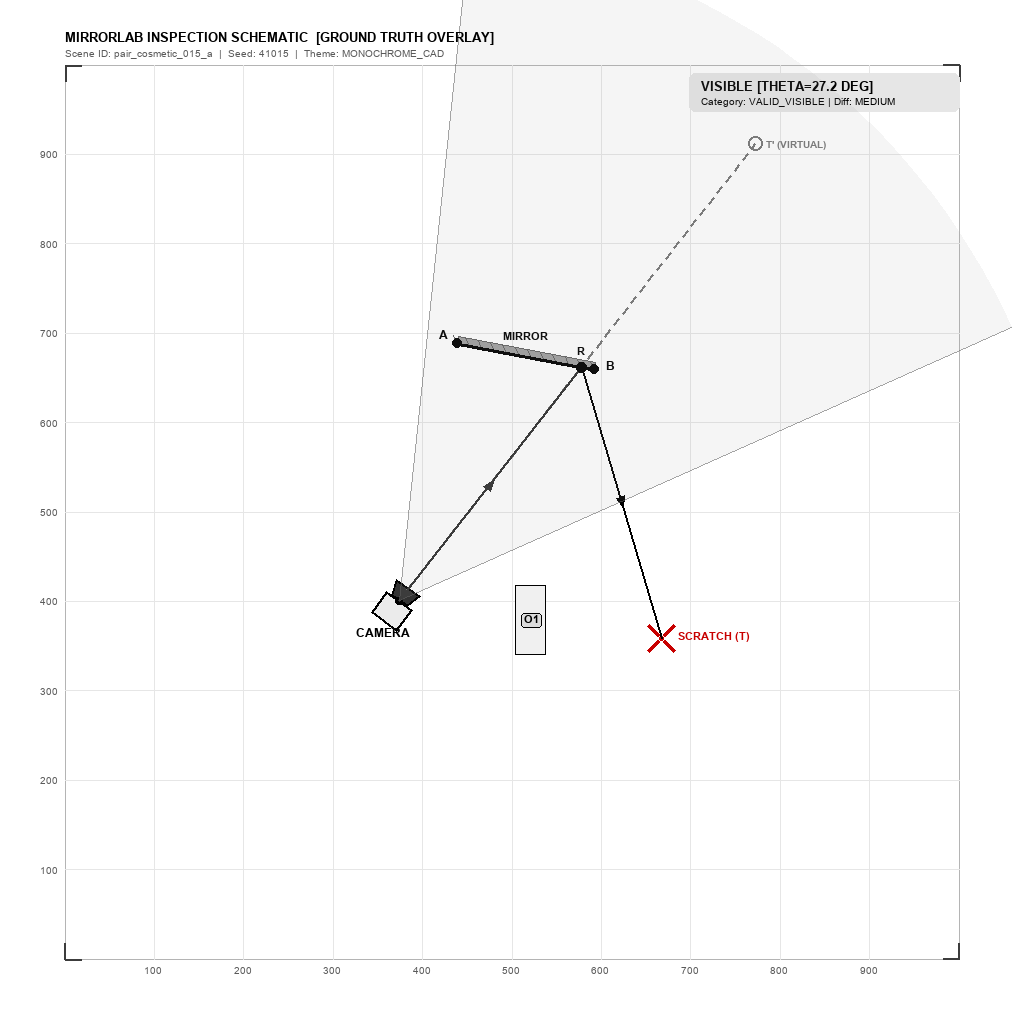 MIRRORLAB INSPECTION SCHEMATIC [GROUND TRUTH OVERLAY]
Scene ID: pair_cosmetic_015_a | Seed: 41015 | Theme: MONOCHROME_CAD
VISIBLE [THETA=27.2 DEG]
Category: VALID_VISIBLE | Diff: MEDIUM
T' (VIRTUAL)
900
800
700
A
MIRROR
R
B
600
500
400
O1
CAMERA
SCRATCH (T)
300
200
100
100 200 300 400 500 600 700 800 900